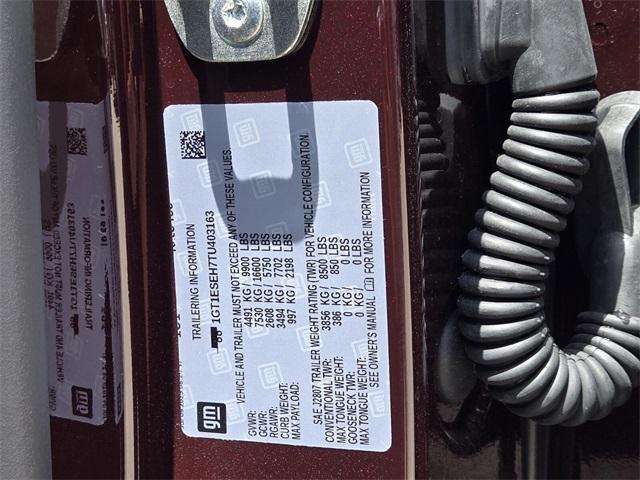 gm
TRAILERING INFORMATION
1GT1ESEH7TU403163
VEHICLE AND TRAILER MUST NOT EXCEED ANY OF THESE VALUES.
GVWR: 4491 KG / 9900 LBS
GCWR: 7530 KG / 16600 LBS
RGAWR: 2608 KG / 5750 LBS
CURB WEIGHT: 3494 KG / 7702 LBS
MAX PAYLOAD: 997 KG / 2198 LBS
SAE J2807 TRAILER WEIGHT RATING (TWR) FOR VEHICLE CONFIGURATION.
CONVENTIONAL TWR: 3856 KG / 8500 LBS
MAX TONGUE WEIGHT: 386 KG / 850 LBS
GOOSENECK TWR: 0 KG / 0 LBS
MAX TONGUE WEIGHT: 0 KG / 0 LBS
SEE OWNER'S MANUAL FOR MORE INFORMATION